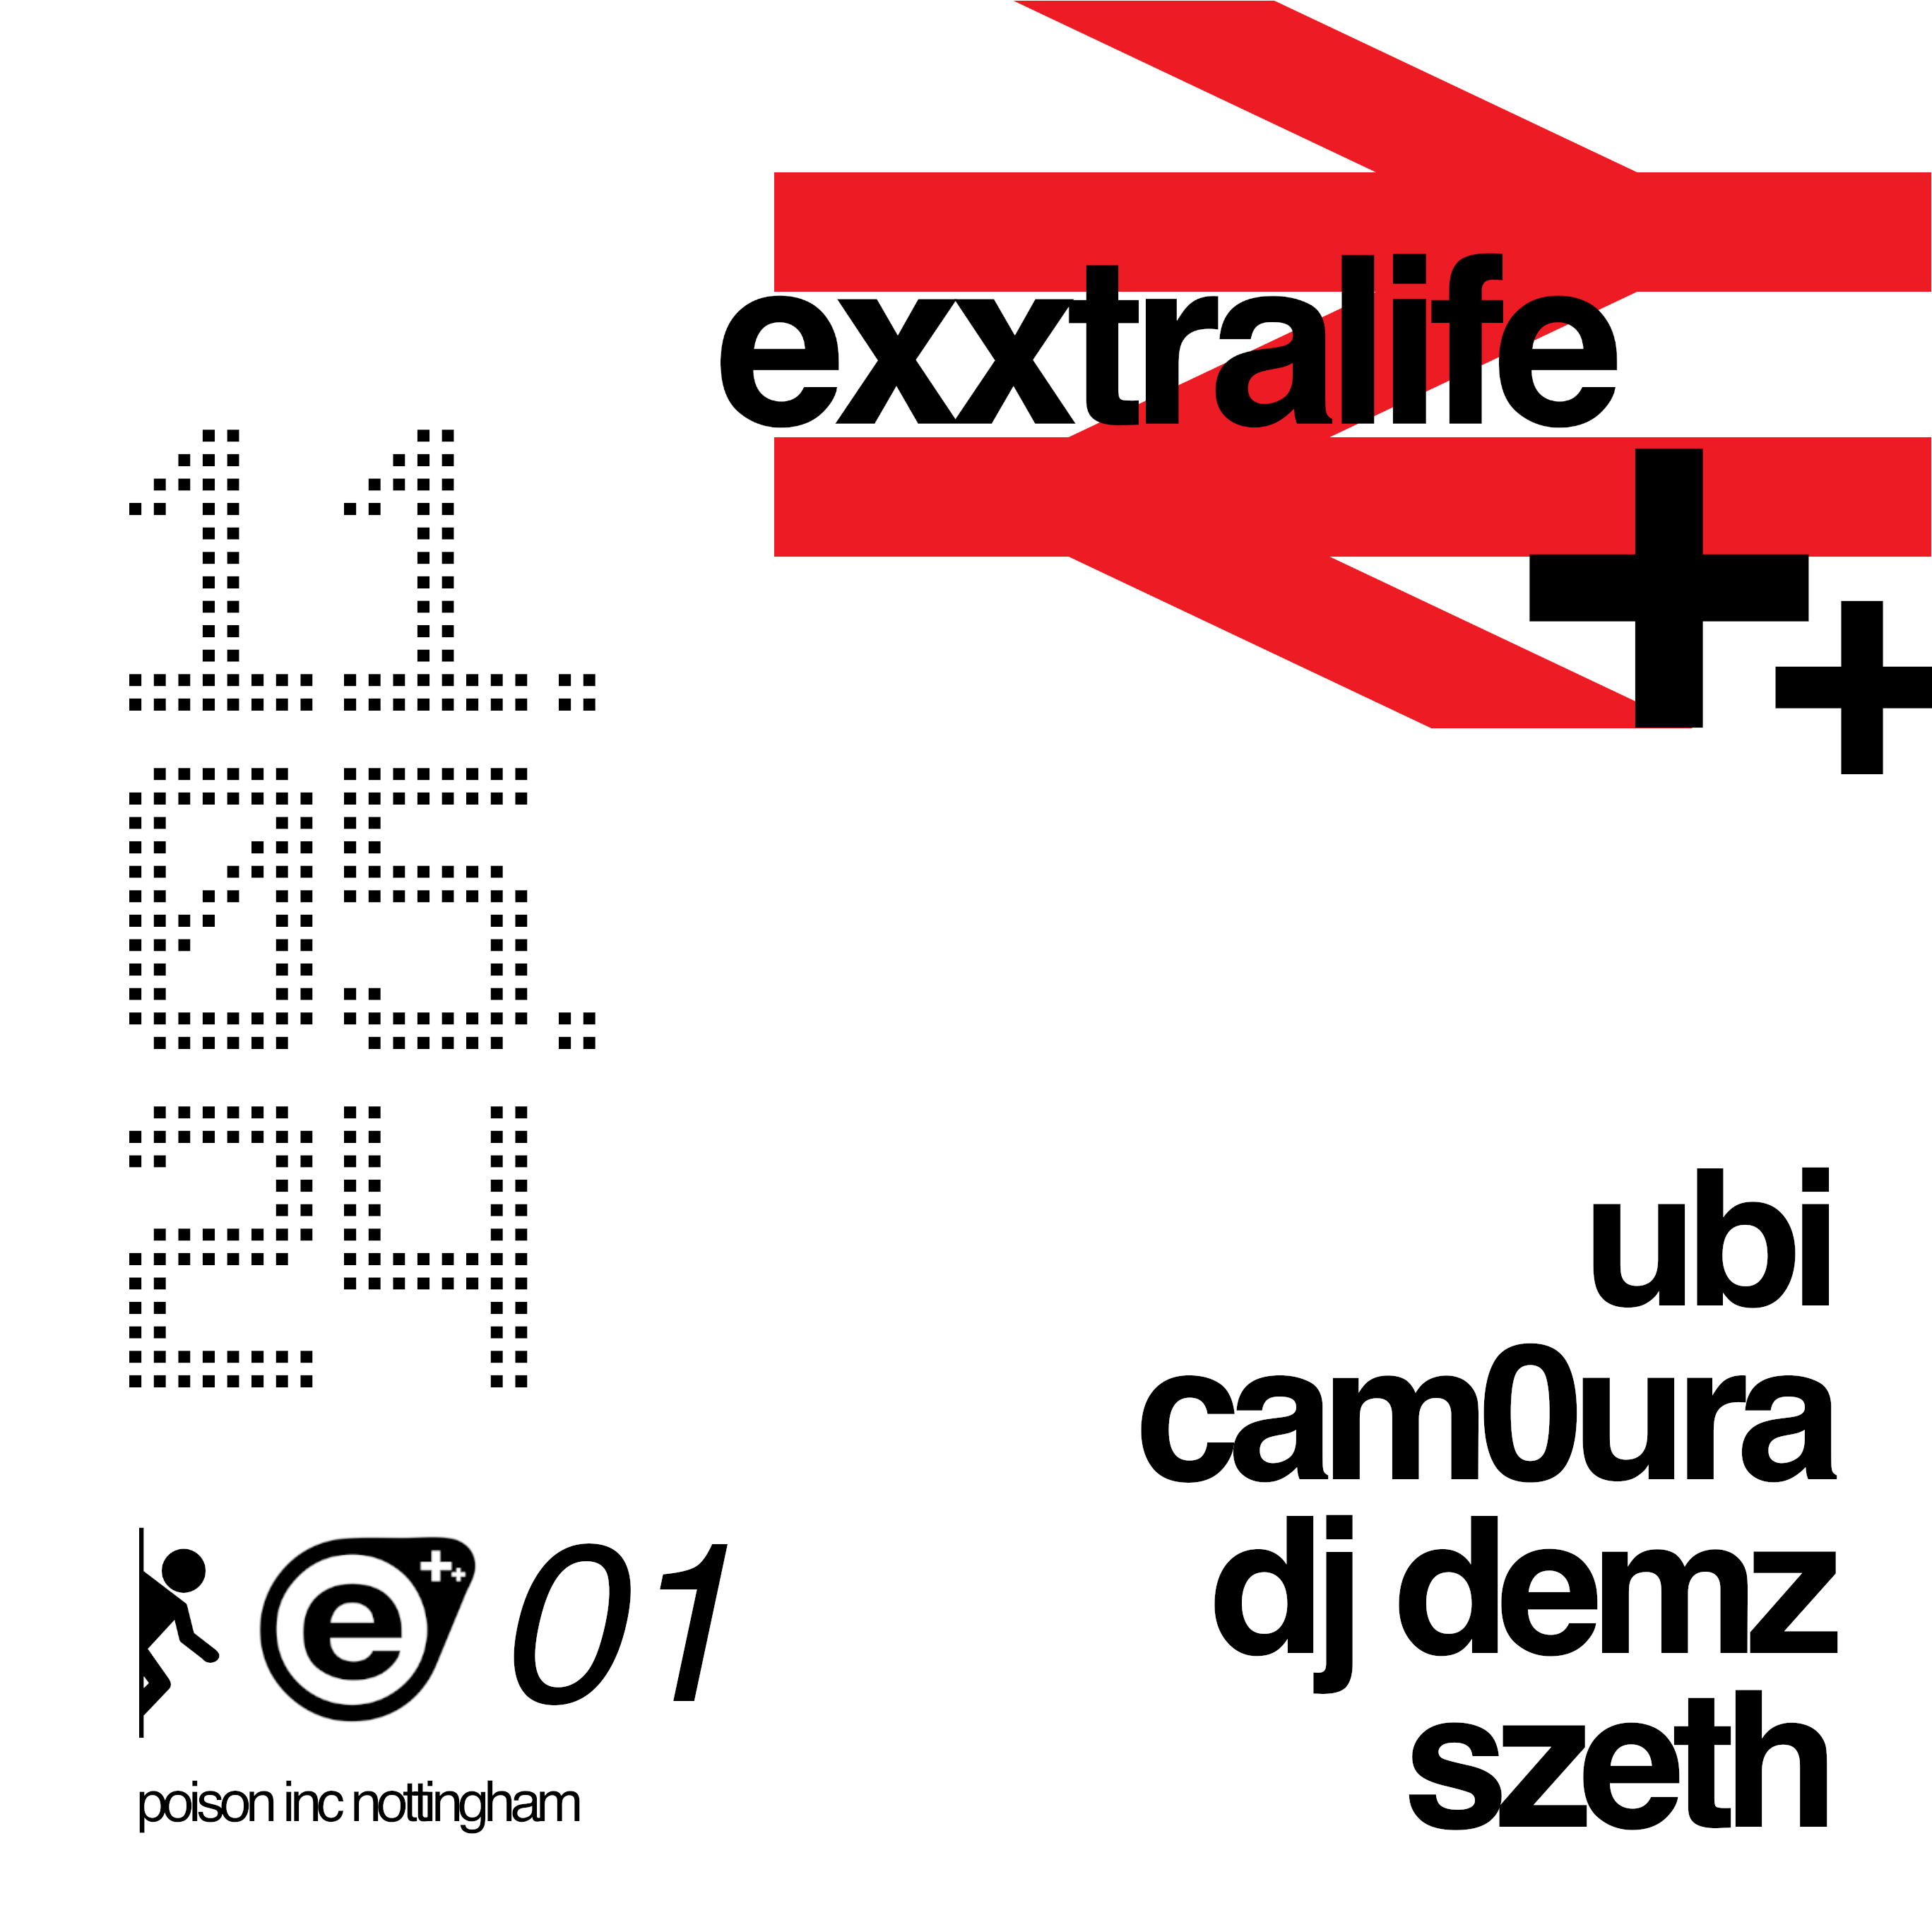 exxtralife
++
11.
05.
24
ubi
cam0ura
dj demz
szeth
e++ 01
poison inc nottingham